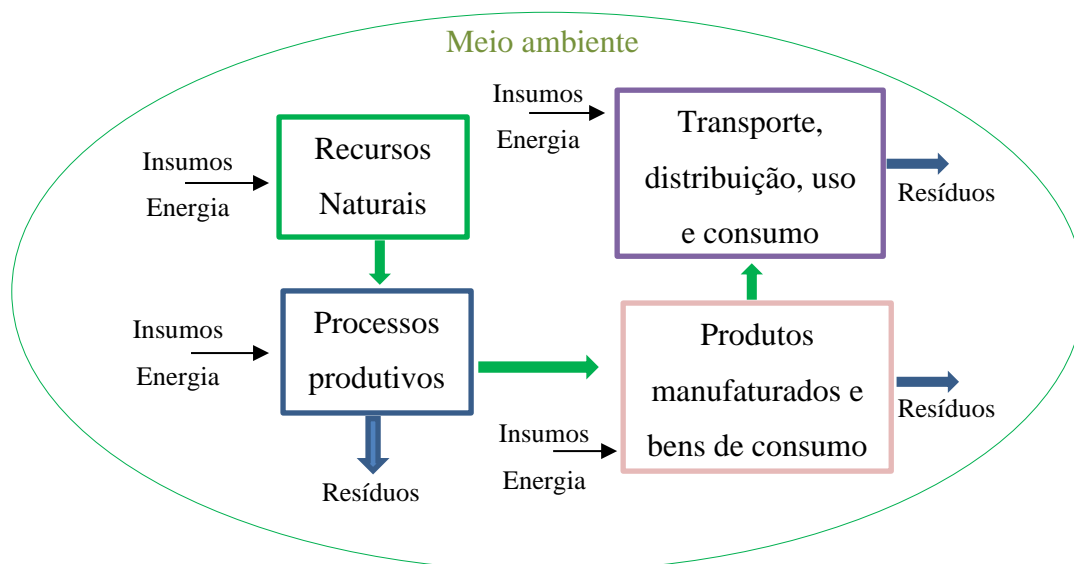 Meio ambiente
Insumos
Energia
Recursos
Naturais
Insumos
Energia
Transporte,
distribuição, uso
e consumo
Resíduos
Insumos
Energia
Processos
produtivos
Resíduos
Insumos
Energia
Produtos
manufaturados e
bens de consumo
Resíduos